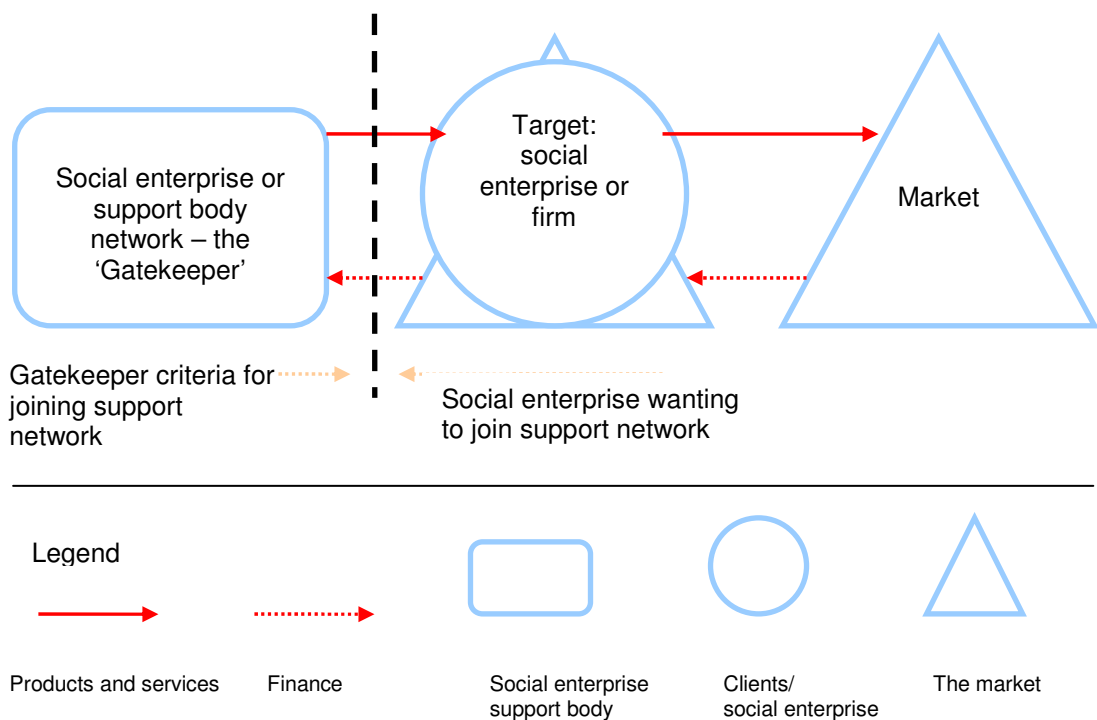 Social enterprise or
support body
network – the
‘Gatekeeper’
Target:
social
enterprise or
firm
Market
Gatekeeper criteria for
joining support
network
Social enterprise wanting
to join support network
Legend
Products and services
Finance
Social enterprise
support body
Clients/
social enterprise
The market